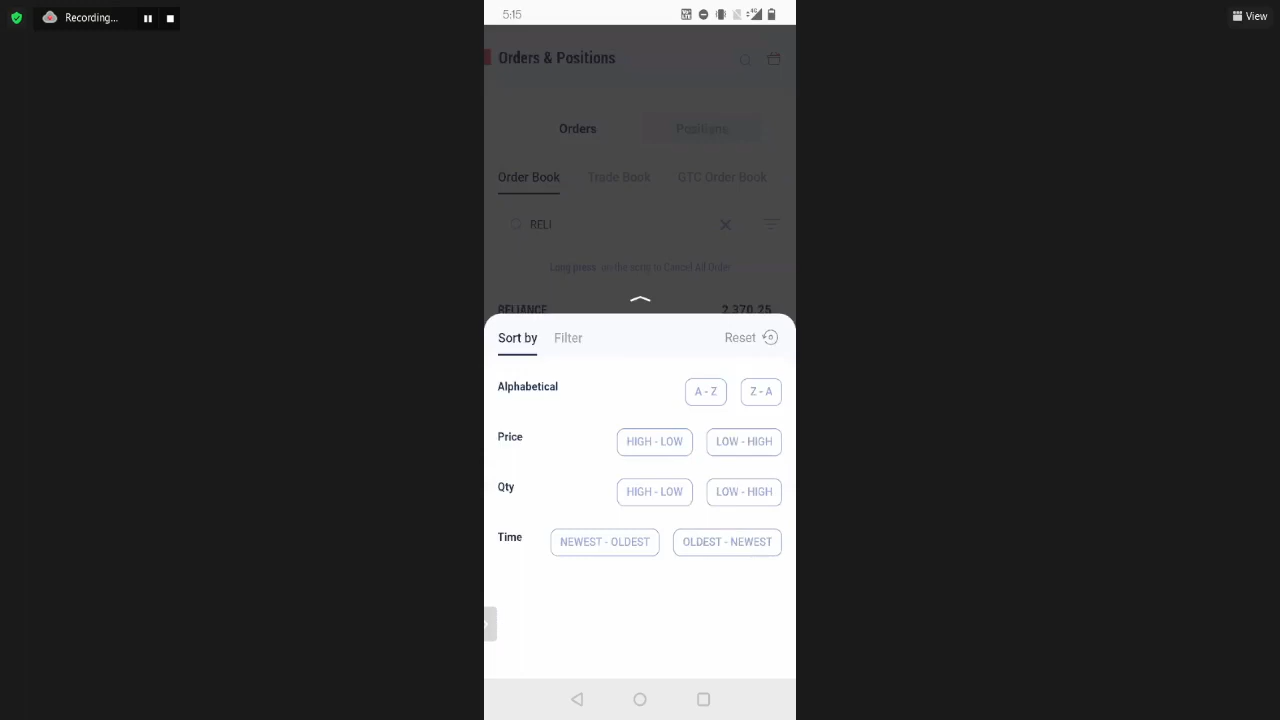 Recording...
View
5:15
Orders & Positions
Orders Positions
Order Book Trade Book GTC Order Book
RELI
Long press on the scrip to Cancel All Order
RELIANCE 2,370.25
Sort by Filter Reset
Alphabetical A - Z Z - A
Price HIGH - LOW LOW - HIGH
Qty HIGH - LOW LOW - HIGH
Time NEWEST - OLDEST OLDEST - NEWEST